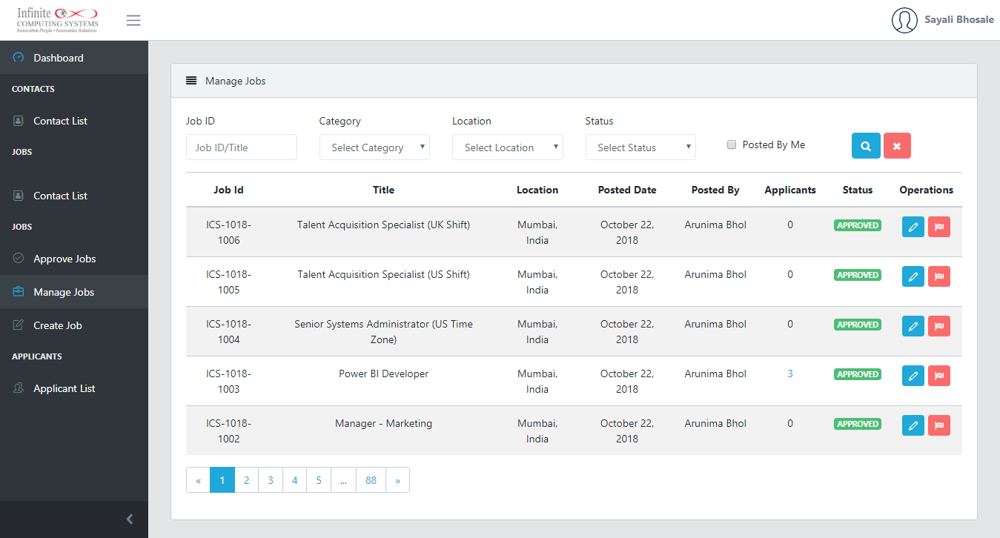 Infinite
COMPUTING SYSTEMS
Innovative People • Innovative Solutions
Sayali Bhosale
Dashboard
CONTACTS
Contact List
JOBS
Contact List
JOBS
Approve Jobs
Manage Jobs
Create Job
APPLICANTS
Applicant List
Manage Jobs
Job ID Category Location Status
Job ID/Title Select Category Select Location Select Status Posted By Me
Job Id Title Location Posted Date Posted By Applicants Status Operations
ICS-1018- Talent Acquisition Specialist (UK Shift) Mumbai, October 22, Arunima Bhol 0 APPROVED
1006 India 2018
ICS-1018- Talent Acquisition Specialist (US Shift) Mumbai, October 22, Arunima Bhol 0 APPROVED
1005 India 2018
ICS-1018- Senior Systems Administrator (US Time Mumbai, October 22, Arunima Bhol 0 APPROVED
1004 Zone) India 2018
ICS-1018- Power BI Developer Mumbai, October 22, Arunima Bhol 3 APPROVED
1003 India 2018
ICS-1018- Manager - Marketing Mumbai, October 22, Arunima Bhol 0 APPROVED
1002 India 2018
« 1 2 3 4 5 ... 88 »